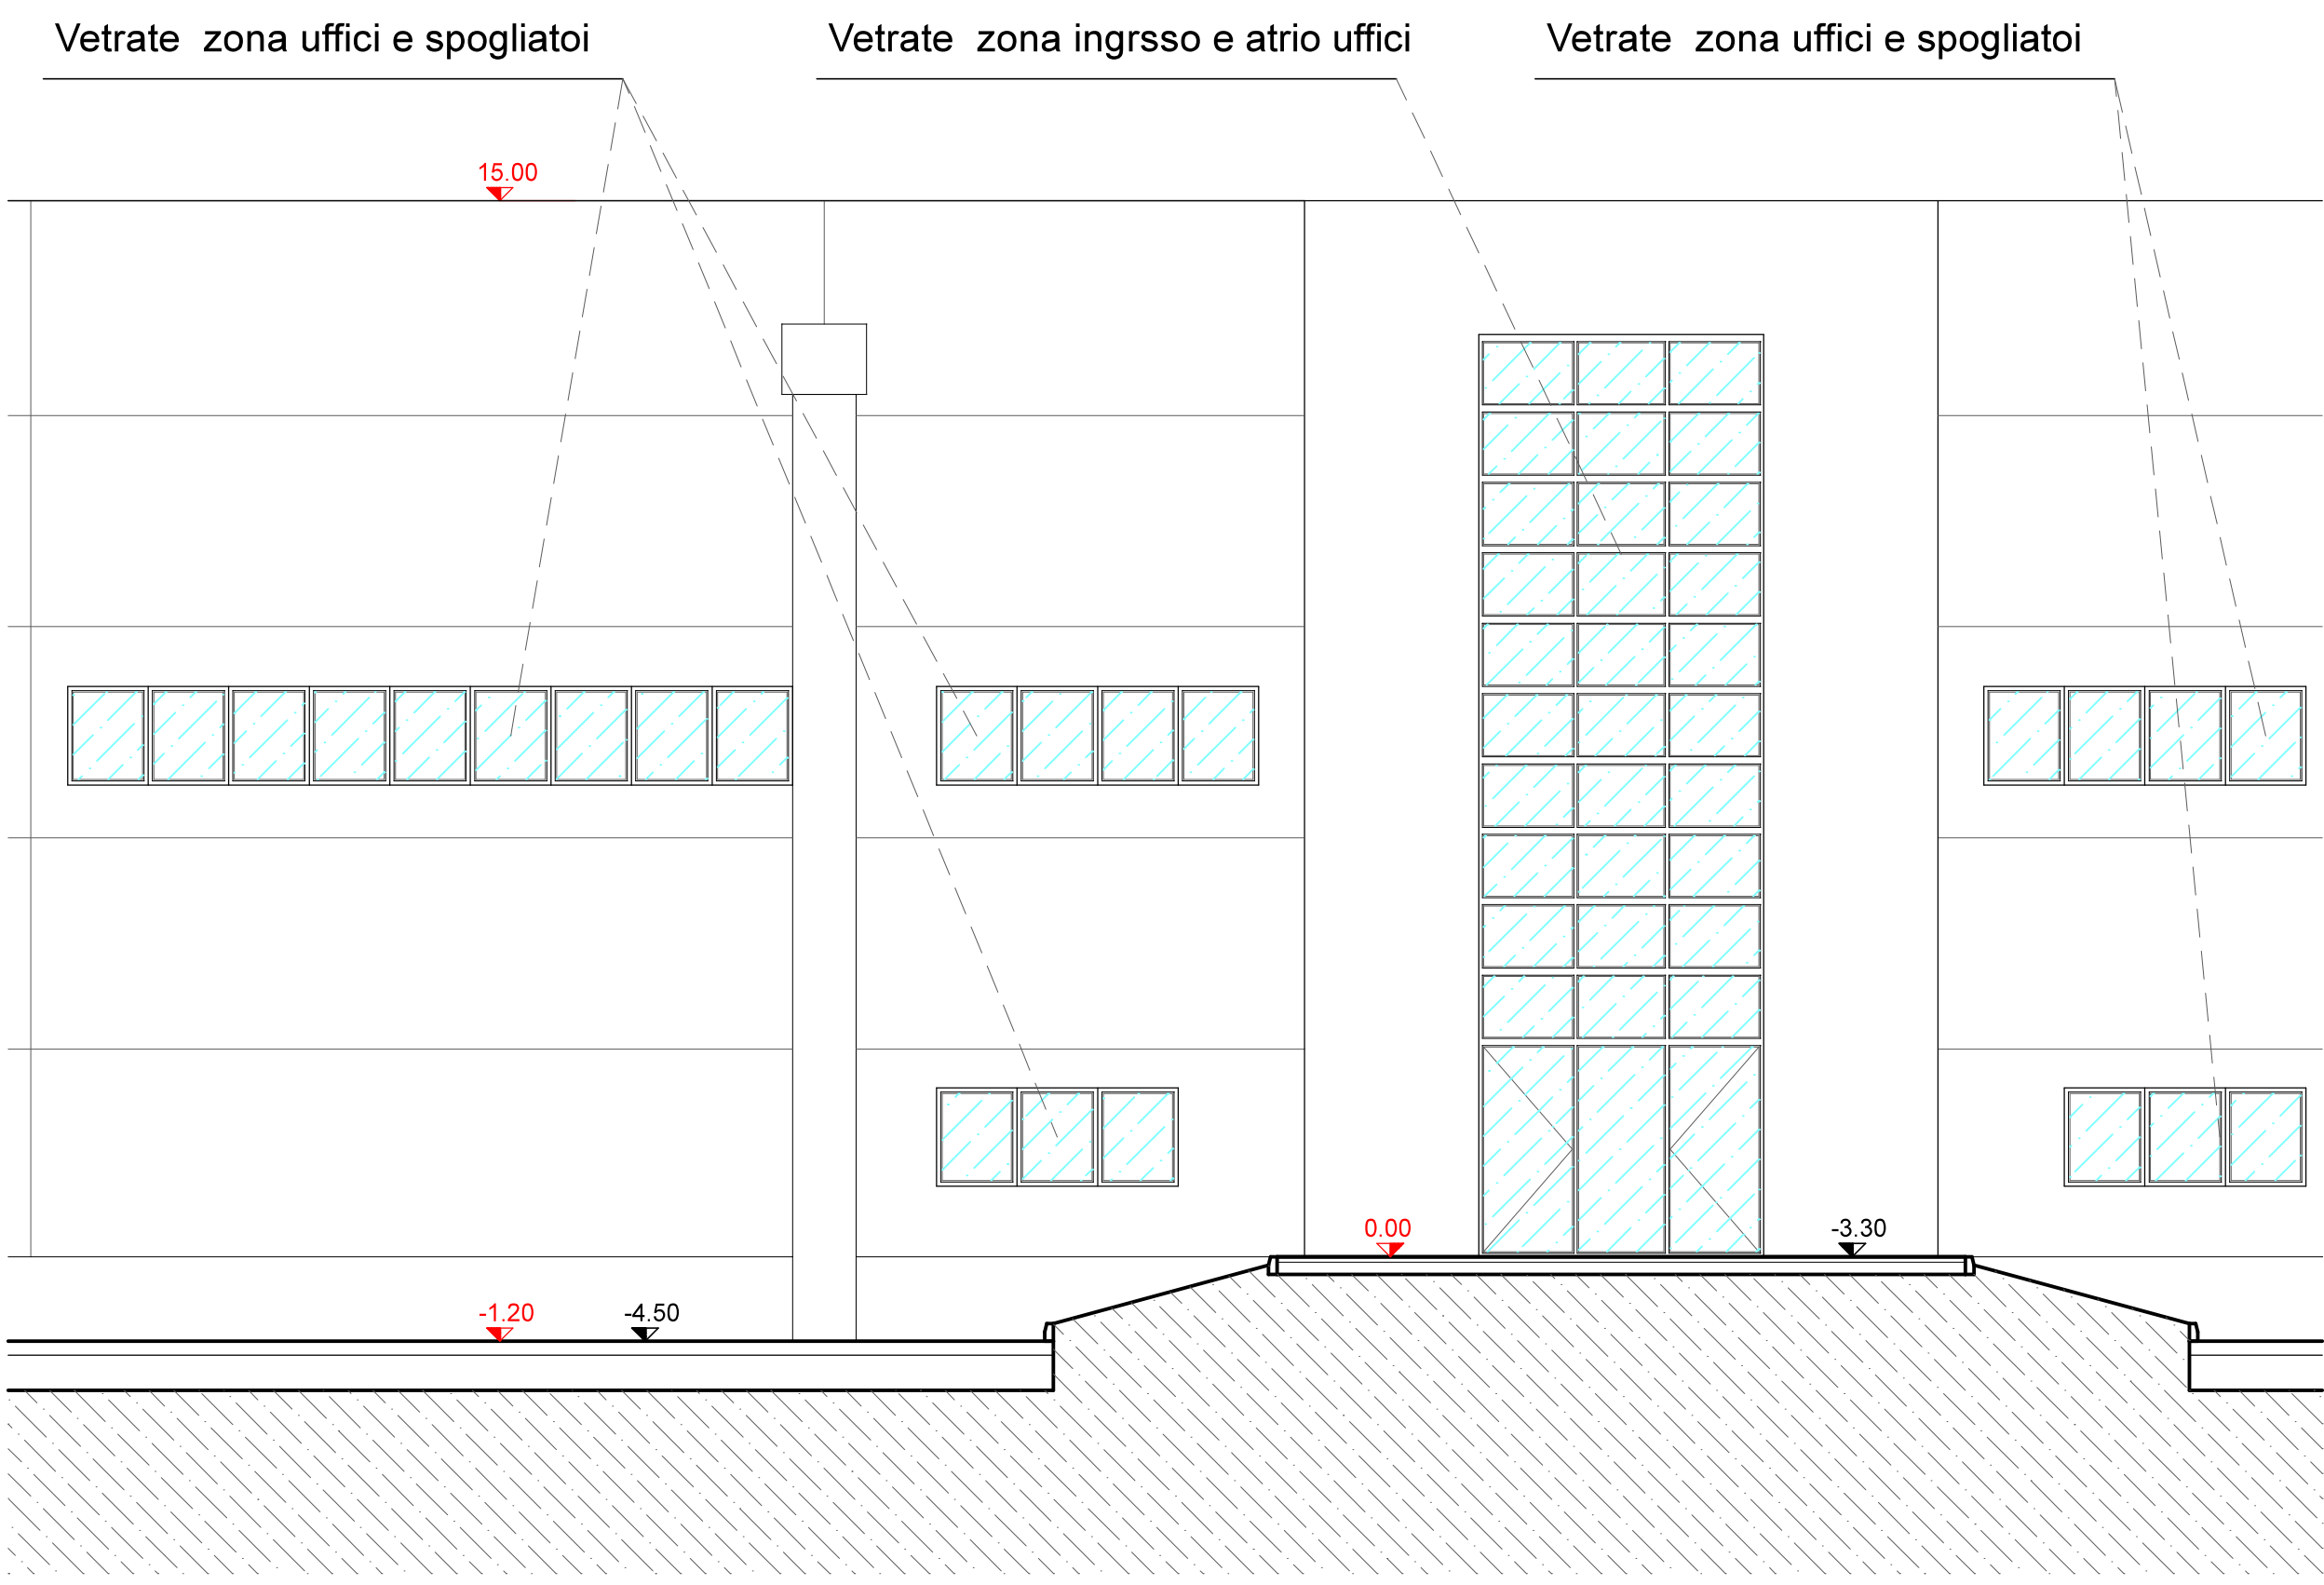 Vetrate  zona uffici e spogliatoi
Vetrate  zona ingrsso e atrio uffici
Vetrate  zona uffici e spogliatoi
15.00
0.00
-3.30
-1.20
-4.50